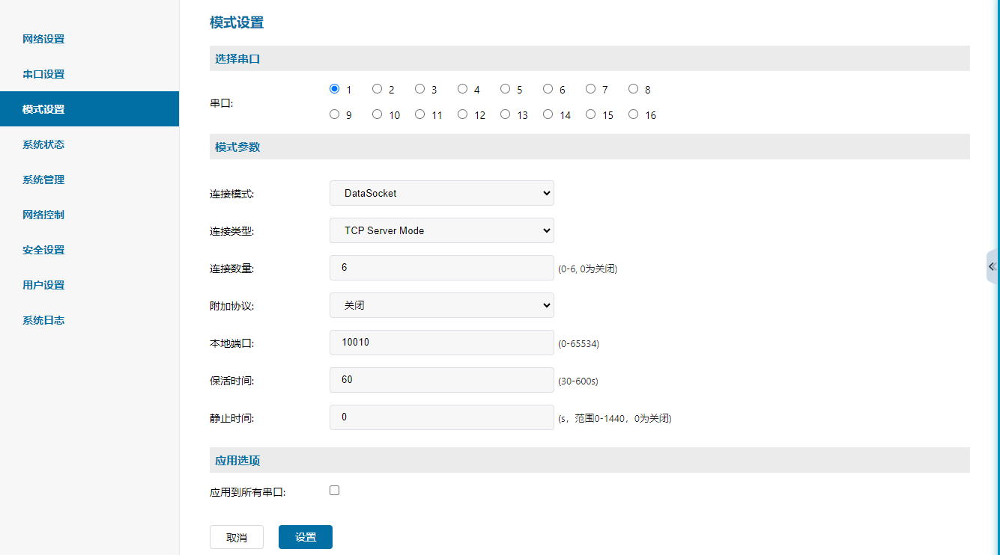 模式设置
网络设置
串口设置
模式设置
系统状态
系统管理
网络控制
安全设置
用户设置
系统日志
选择串口
串口:
1 2 3 4 5 6 7 8
9 10 11 12 13 14 15 16
模式参数
连接模式: DataSocket
连接类型: TCP Server Mode
连接数量: 6 (0-6, 0为关闭)
附加协议: 关闭
本地端口: 10010 (0-65534)
保活时间: 60 (30-600s)
静止时间: 0 (s，范围0-1440，0为关闭)
应用选项
应用到所有串口:
取消 设置